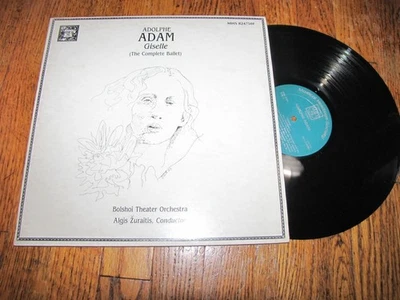 ADOLPHE
ADAM
Giselle
(The Complete Ballet)
Bolshoi Theater Orchestra
Algis Žuraitis, Conductor